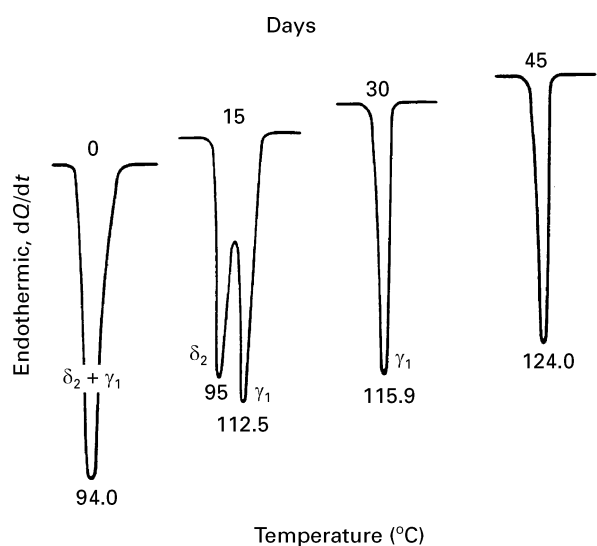 Days
0
15
30
45
Endothermic, dQ/dt
δ₂ + γ₁
94.0
δ₂
95
γ₁
112.5
γ₁
115.9
124.0
Temperature (°C)